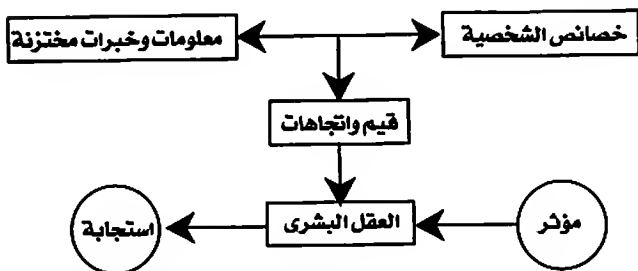 خصائص الشخصية
معلومات وخبرات مختزنة
قيم واتجاهات
مؤثر
العقل البشرى
استجابة